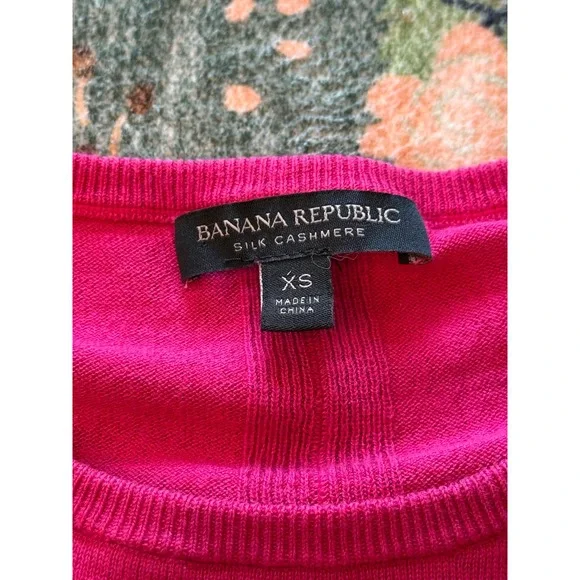 BANANA REPUBLIC
SILK CASHMERE
XS
MADE IN
CHINA